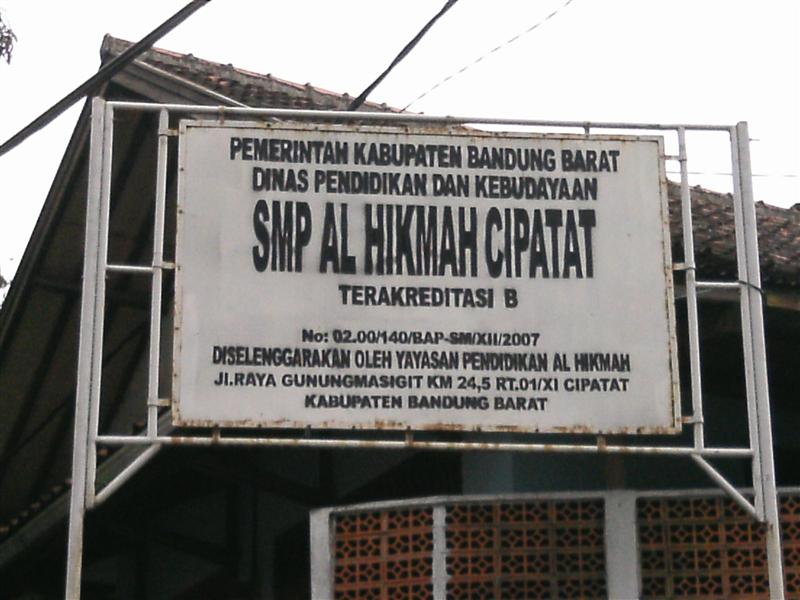 PEMERINTAH KABUPATEN BANDUNG BARAT
DINAS PENDIDIKAN DAN KEBUDAYAAN
SMP AL HIKMAH CIPATAT
TERAKREDITASI B
No: 02.00/140/BAP-SM/XII/2007
DISELENGGARAKAN OLEH YAYASAN PENDIDIKAN AL HIKMAH
Jl.RAYA GUNUNGMASIGIT KM 24,5 RT.01/XI CIPATAT
KABUPATEN BANDUNG BARAT